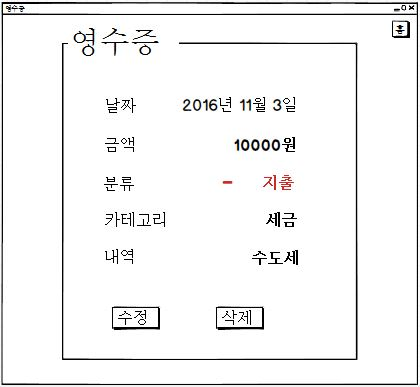 영수증
홈
영수증
날짜 2016년 11월 3일
금액 10000원
분류 - 지출
카테고리 세금
내역 수도세
수정 삭제